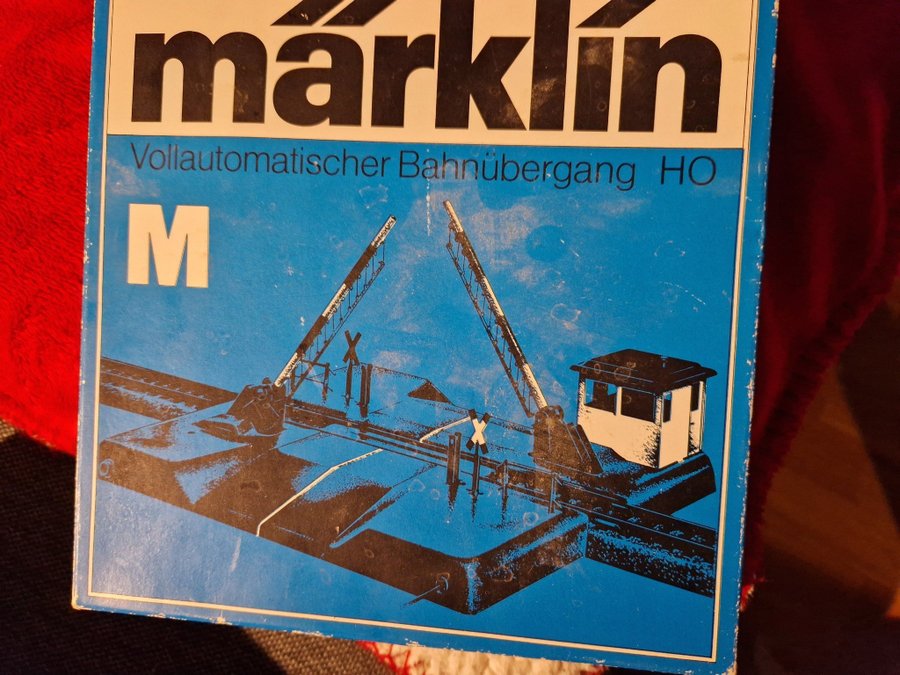 märklin
Vollautomatischer Bahnübergang HO
M